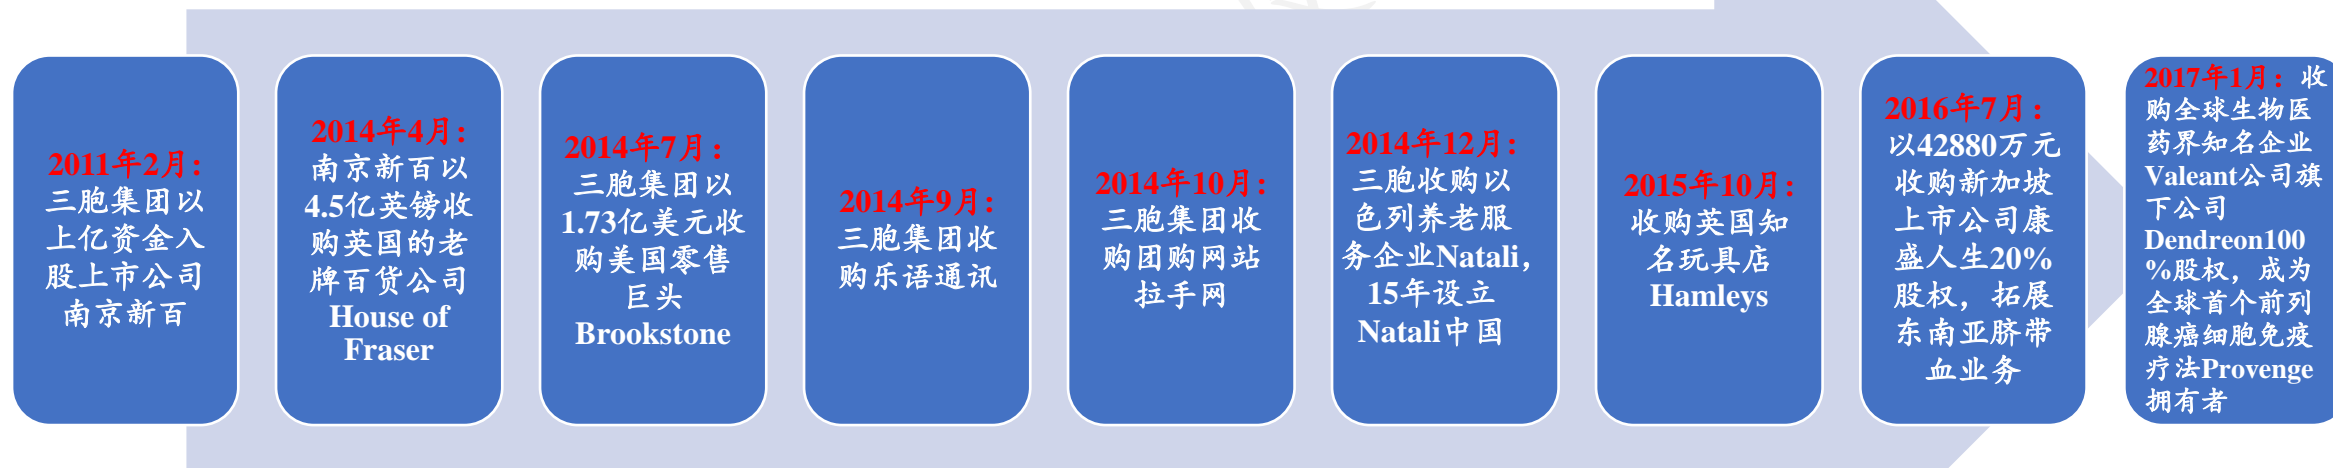 2011年2月：
三胞集团以
上亿资金入
股上市公司
南京新百
2014年4月：
南京新百以
4.5亿英镑收
购英国的老
牌百货公司
House of
Fraser
2014年7月：
三胞集团以
1.73亿美元收
购美国零售
巨头
Brookstone
2014年9月：
三胞集团收
购乐语通讯
2014年10月：
三胞集团收
购团购网站
拉手网
2014年12月：
三胞收购以
色列养老服
务企业Natali，
15年设立
Natali中国
2015年10月：
收购英国知
名玩具店
Hamleys
2016年7月：
以42880万元
收购新加坡
上市公司康
盛人生20%
股权，拓展
东南亚脐带
血业务
2017年1月：收
购全球生物医
药界知名企业
Valeant公司旗
下公司
Dendreon100
%股权，成为
全球首个前列
腺癌细胞免疫
疗法Provenge
拥有者